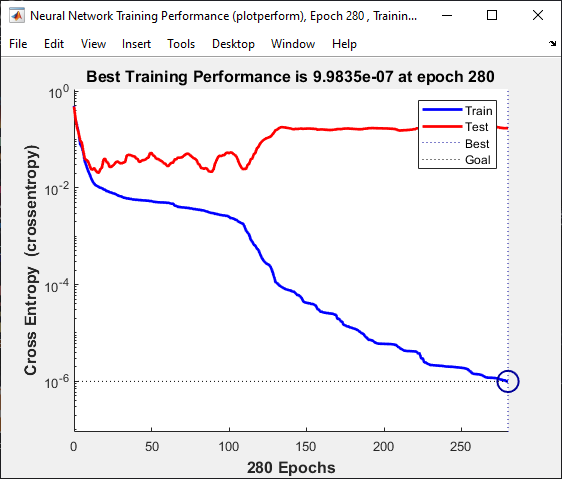 Neural Network Training Performance (plotperform), Epoch 280 , Trainin...
File Edit View Insert Tools Desktop Window Help
Best Training Performance is 9.9835e-07 at epoch 280
10^0
10^-2
10^-4
10^-6
Cross Entropy (crossentropy)
Train
Test
Best
Goal
0 50 100 150 200 250
280 Epochs